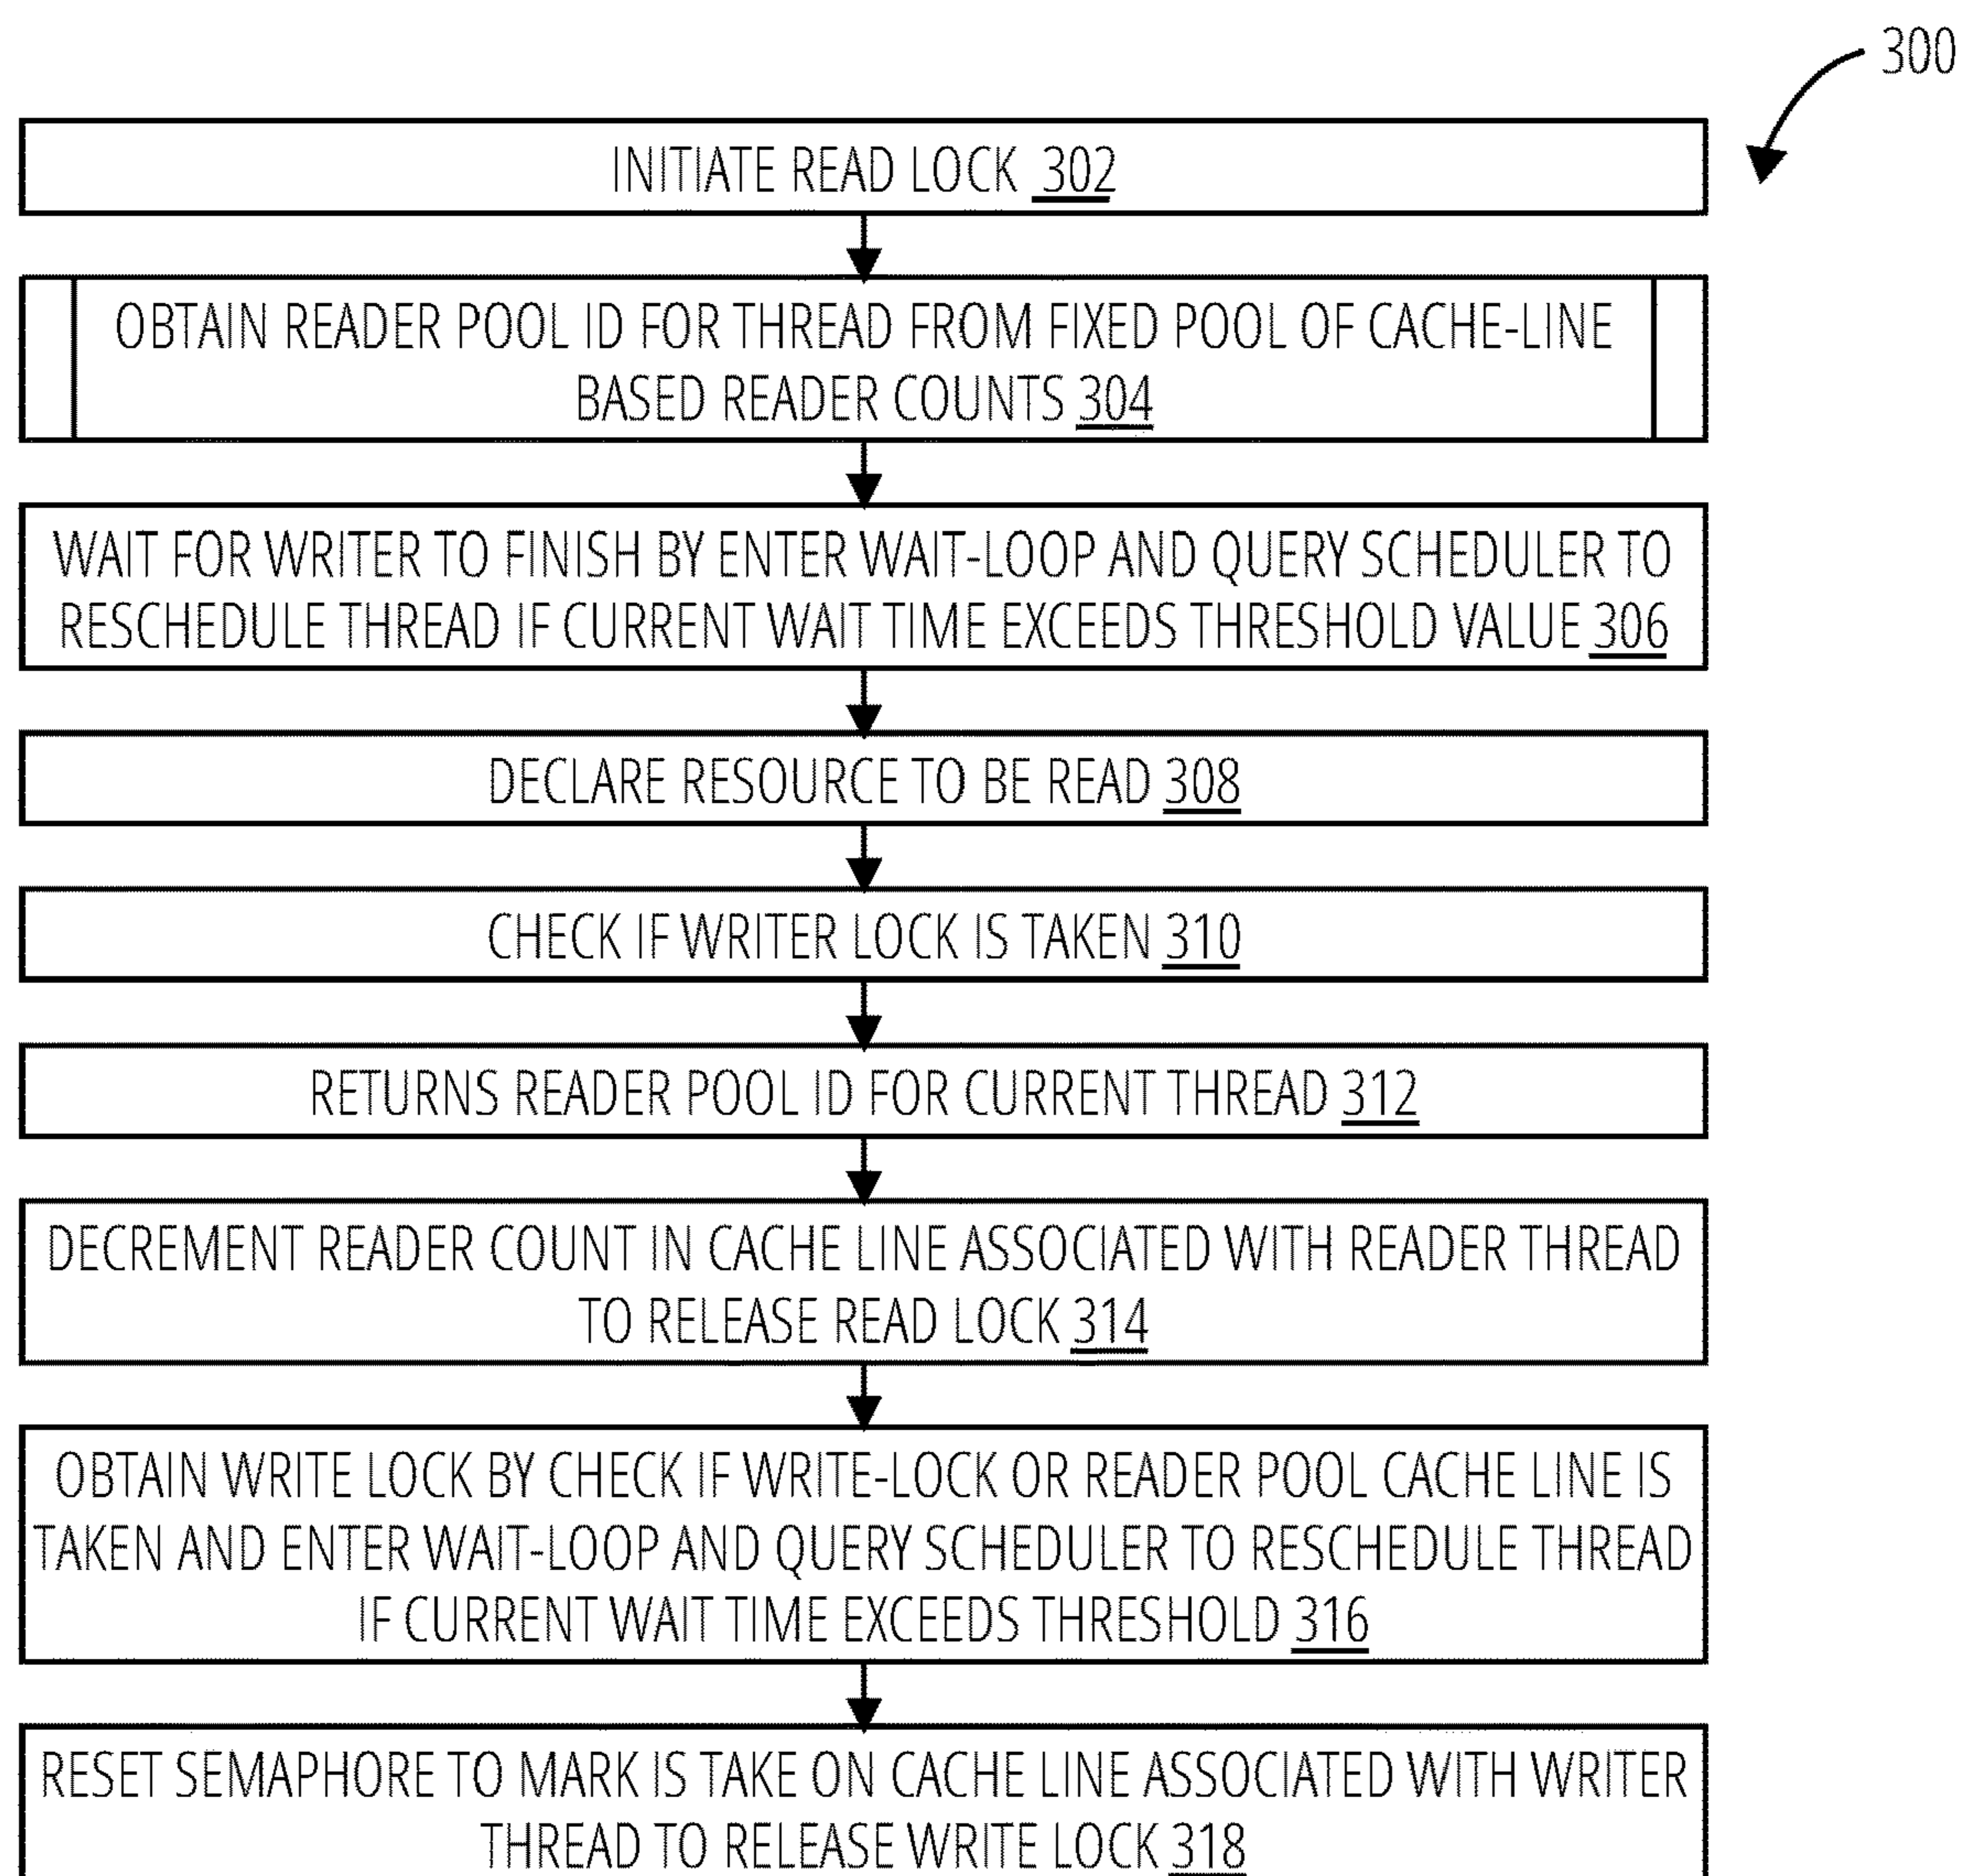 300
INITIATE READ LOCK 302
OBTAIN READER POOL ID FOR THREAD FROM FIXED POOL OF CACHE-LINE
BASED READER COUNTS 304
WAIT FOR WRITER TO FINISH BY ENTER WAIT-LOOP AND QUERY SCHEDULER TO
RESCHEDULE THREAD IF CURRENT WAIT TIME EXCEEDS THRESHOLD VALUE 306
DECLARE RESOURCE TO BE READ 308
CHECK IF WRITER LOCK IS TAKEN 310
RETURNS READER POOL ID FOR CURRENT THREAD 312
DECREMENT READER COUNT IN CACHE LINE ASSOCIATED WITH READER THREAD
TO RELEASE READ LOCK 314
OBTAIN WRITE LOCK BY CHECK IF WRITE-LOCK OR READER POOL CACHE LINE IS
TAKEN AND ENTER WAIT-LOOP AND QUERY SCHEDULER TO RESCHEDULE THREAD
IF CURRENT WAIT TIME EXCEEDS THRESHOLD 316
RESET SEMAPHORE TO MARK IS TAKE ON CACHE LINE ASSOCIATED WITH WRITER
THREAD TO RELEASE WRITE LOCK 318